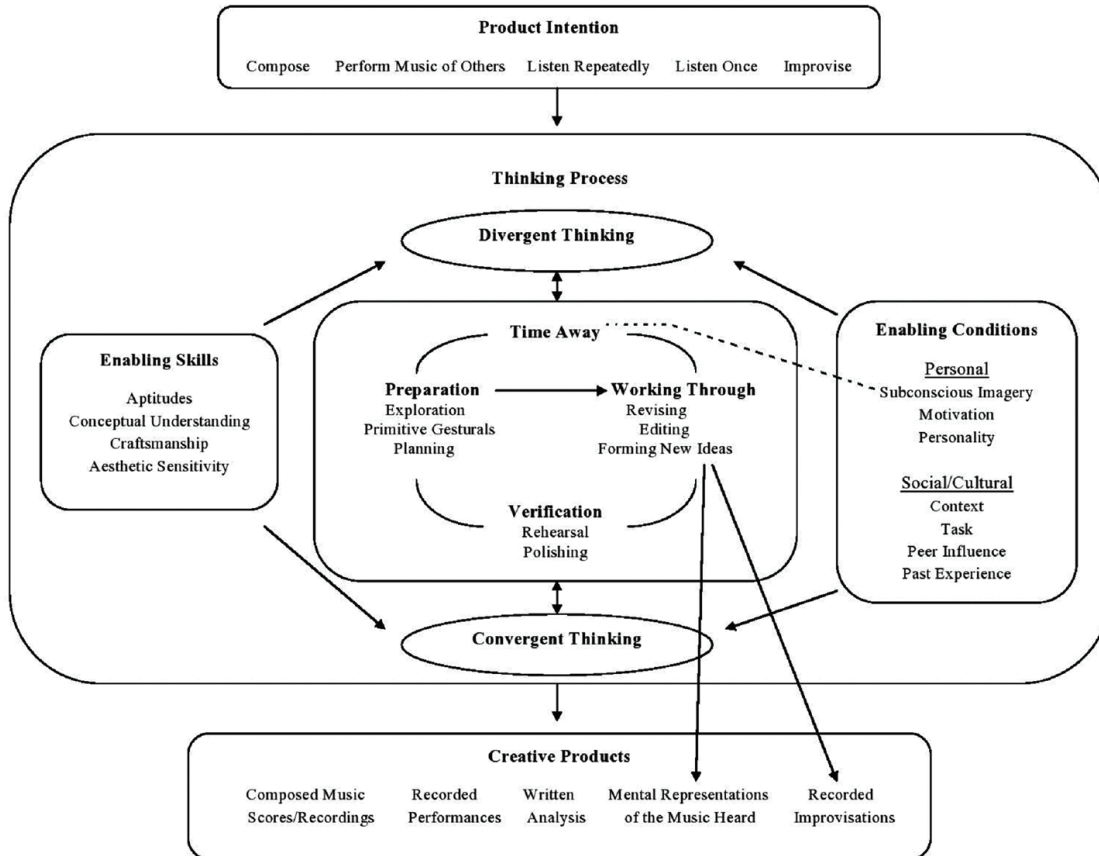 Product Intention
Compose Perform Music of Others Listen Repeatedly Listen Once Improvise
Thinking Process
Divergent Thinking
Enabling Skills
Aptitudes
Conceptual Understanding
Craftsmanship
Aesthetic Sensitivity
Time Away
Preparation
Exploration
Primitive Gesturals
Planning
Working Through
Revising
Editing
Forming New Ideas
Verification
Rehearsal
Polishing
Enabling Conditions
Personal
Subconscious Imagery
Motivation
Personality
Social/Cultural
Context
Task
Peer Influence
Past Experience
Convergent Thinking
Creative Products
Composed Music
Scores/Recordings
Recorded
Performances
Written
Analysis
Mental Representations
of the Music Heard
Recorded
Improvisations